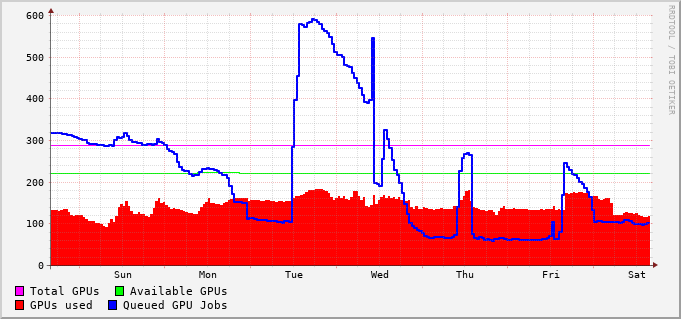 600
500
400
300
200
100
0
Sun Mon Tue Wed Thu Fri Sat
Total GPUs Available GPUs
GPUs used Queued GPU Jobs
RRDTOOL / TOBI OETIKER